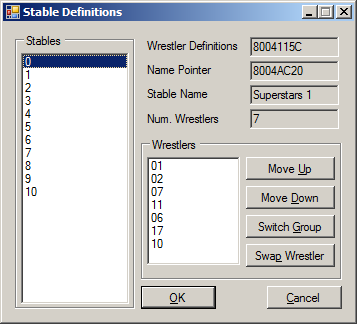 Stable Definitions
Stables
0
1
2
3
4
5
6
7
8
9
10
Wrestler Definitions 8004115C
Name Pointer 8004AC20
Stable Name Superstars 1
Num. Wrestlers 7
Wrestlers
01
02
07
11
06
17
10
Move Up
Move Down
Switch Group
Swap Wrestler
OK
Cancel